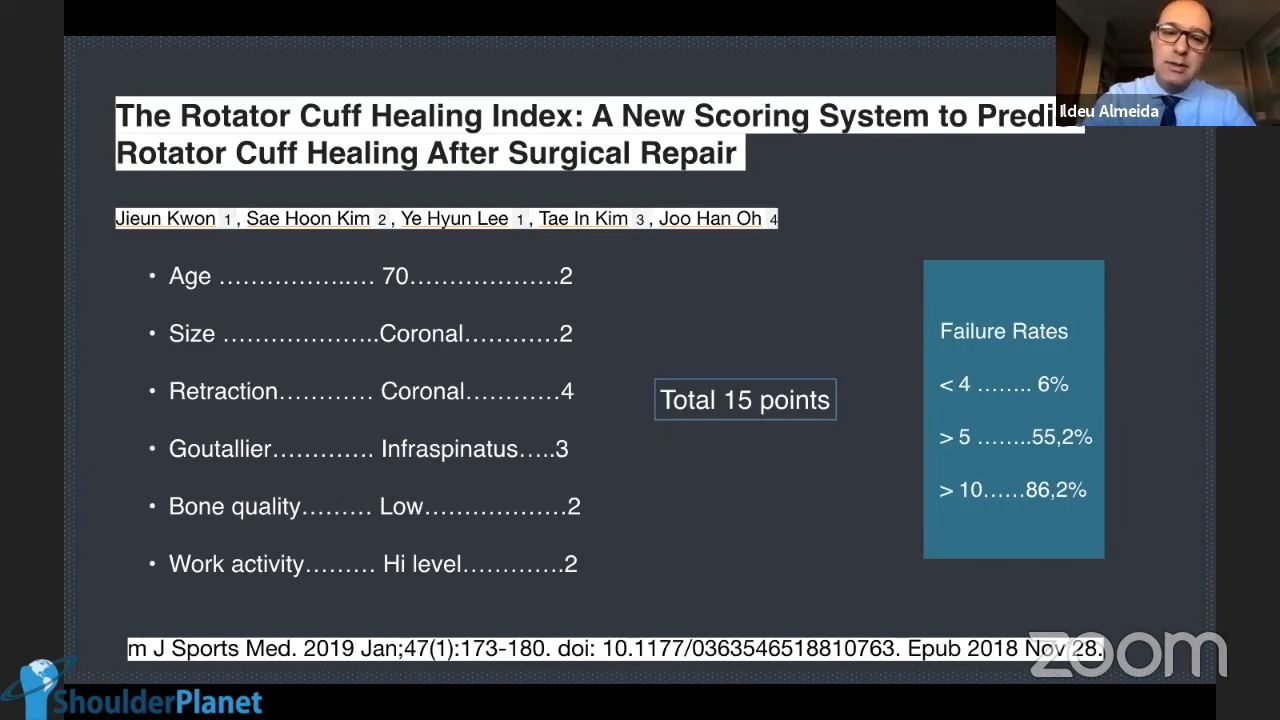 The Rotator Cuff Healing Index: A New Scoring System to Predi
Rotator Cuff Healing After Surgical Repair
Ildeu Almeida
Jieun Kwon 1 , Sae Hoon Kim 2 , Ye Hyun Lee 1 , Tae In Kim 3 , Joo Han Oh 4
• Age …………….…. 70……………….2
• Size ………………..Coronal…………2
• Retraction………… Coronal…………4
• Goutallier…………. Infraspinatus…..3
• Bone quality……… Low………………2
• Work activity……… Hi level………….2
Total 15 points
Failure Rates
< 4 …….. 6%
> 5 ……..55,2%
> 10……86,2%
m J Sports Med. 2019 Jan;47(1):173-180. doi: 10.1177/0363546518810763. Epub 2018 Nov 28.
zoom
ShoulderPlanet